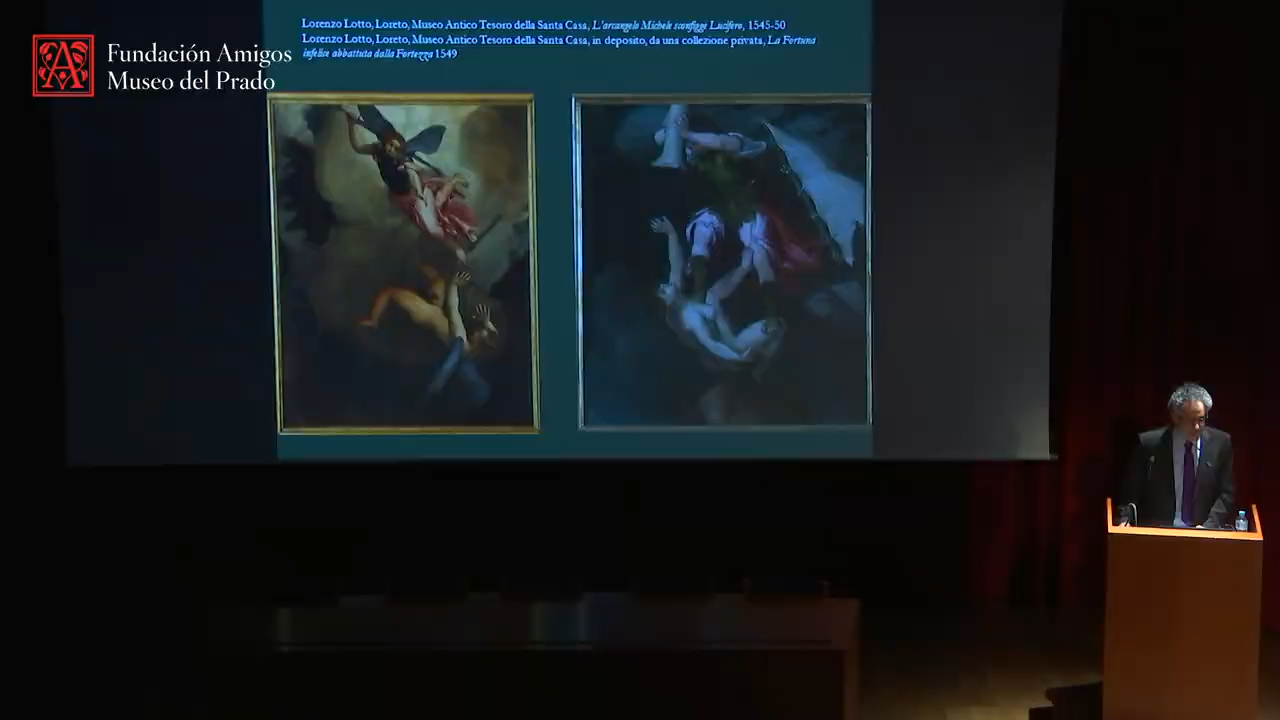 Lorenzo Lotto, Loreto, Museo Antico Tesoro della Santa Casa, L'arcangelo Michele sconfigge Lucifero, 1545-50
Lorenzo Lotto, Loreto, Museo Antico Tesoro della Santa Casa, in deposito, da una collezione privata, La Fortuna
infelice abbattuta dalla Fortezza 1549
Fundación Amigos
Museo del Prado